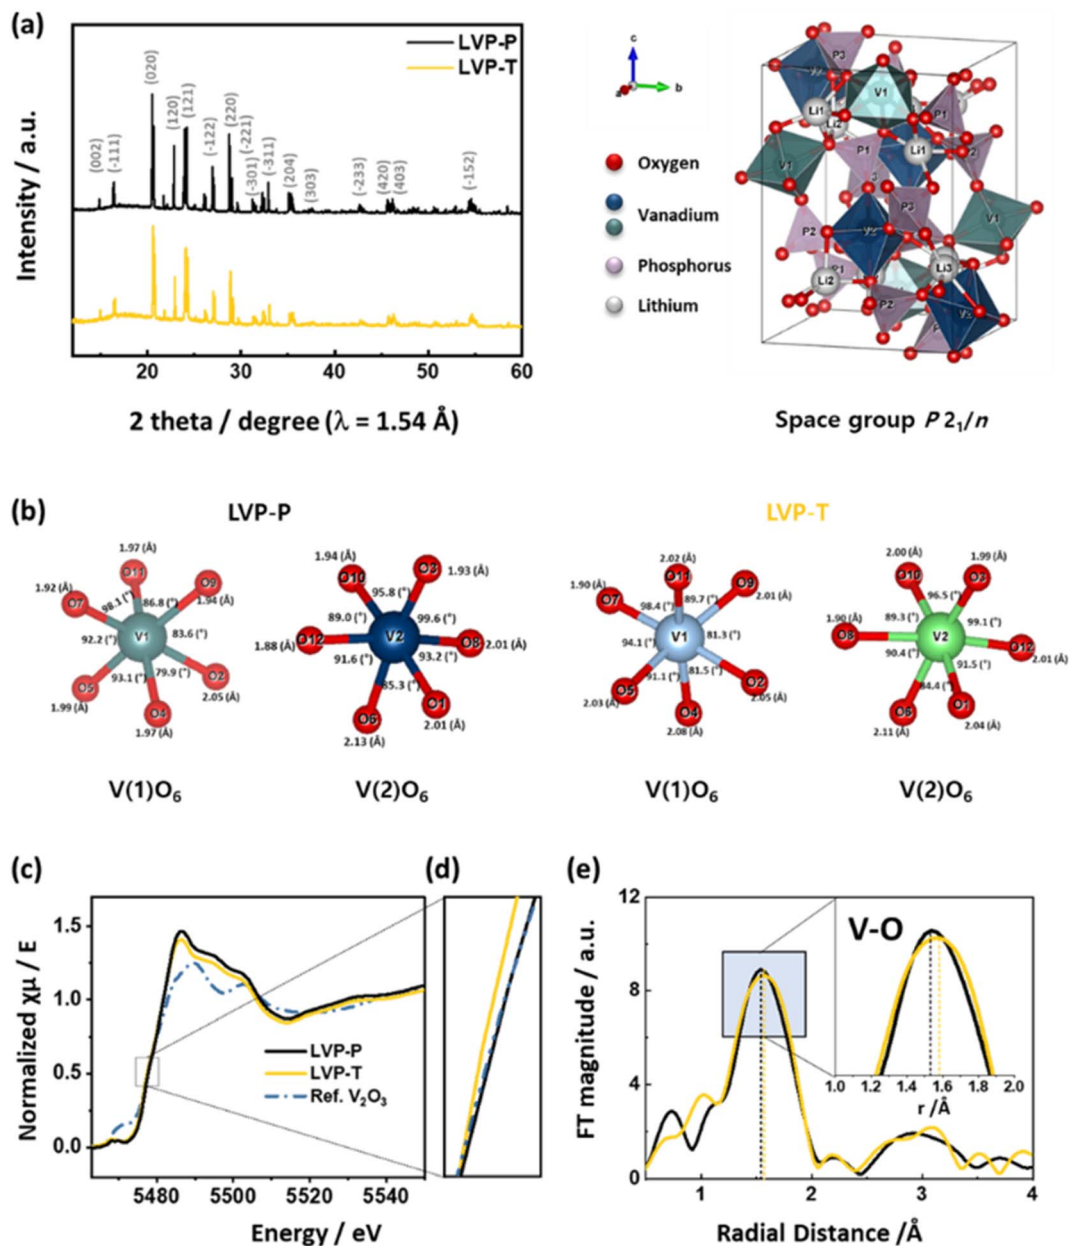 (a)
LVP-P
LVP-T
(002)
(-111)
(020)
(120)
(121)
(-122)
(220)
(-221)
(-301)
(-311)
(204)
(303)
(-233)
(420)
(403)
(-152)
Intensity / a.u.
20
30
40
50
60
2 theta / degree (λ = 1.54 Å)
c
a
b
Oxygen
Vanadium
Phosphorus
Lithium
P3
V1
Li1
Li2
P1
V1
P1
Li1
P3
V1
P2
V2
Li3
Li2
P1
P2
V2
Space group P 2₁/n
(b)
LVP-P
LVP-T
1.97 (Å)
O11
1.92 (Å)
O7
O9
1.94 (Å)
98.1 (°)
86.8 (°)
92.2 (°)
V1
83.6 (°)
93.1 (°)
79.9 (°)
O5
O2
1.99 (Å)
2.05 (Å)
O4
1.97 (Å)
V(1)O₆
1.94 (Å)
O10
O3
1.93 (Å)
95.8 (°)
89.0 (°)
99.6 (°)
1.88 (Å)
O12
V2
O8
2.01 (Å)
91.6 (°)
93.2 (°)
85.3 (°)
O6
O1
2.13 (Å)
2.01 (Å)
V(2)O₆
2.02 (Å)
O11
1.90 (Å)
O7
O9
2.01 (Å)
98.4 (°)
89.7 (°)
94.1 (°)
V1
81.3 (°)
91.1 (°)
81.5 (°)
O5
O2
2.03 (Å)
2.05 (Å)
O4
2.08 (Å)
V(1)O₆
2.00 (Å)
O10
O3
1.99 (Å)
96.5 (°)
89.3 (°)
99.1 (°)
1.90 (Å)
O8
V2
O12
2.01 (Å)
90.4 (°)
91.5 (°)
84.4 (°)
O6
O1
2.11 (Å)
2.04 (Å)
V(2)O₆
(c)
Normalized χμ / E
1.5
1.0
0.5
0.0
LVP-P
LVP-T
Ref. V₂O₃
5480
5500
5520
5540
Energy / eV
(d)
(e)
FT magnitude / a.u.
12
8
4
0
V-O
1.0
1.2
1.4
1.6
1.8
2.0
r /Å
1
2
3
4
Radial Distance /Å